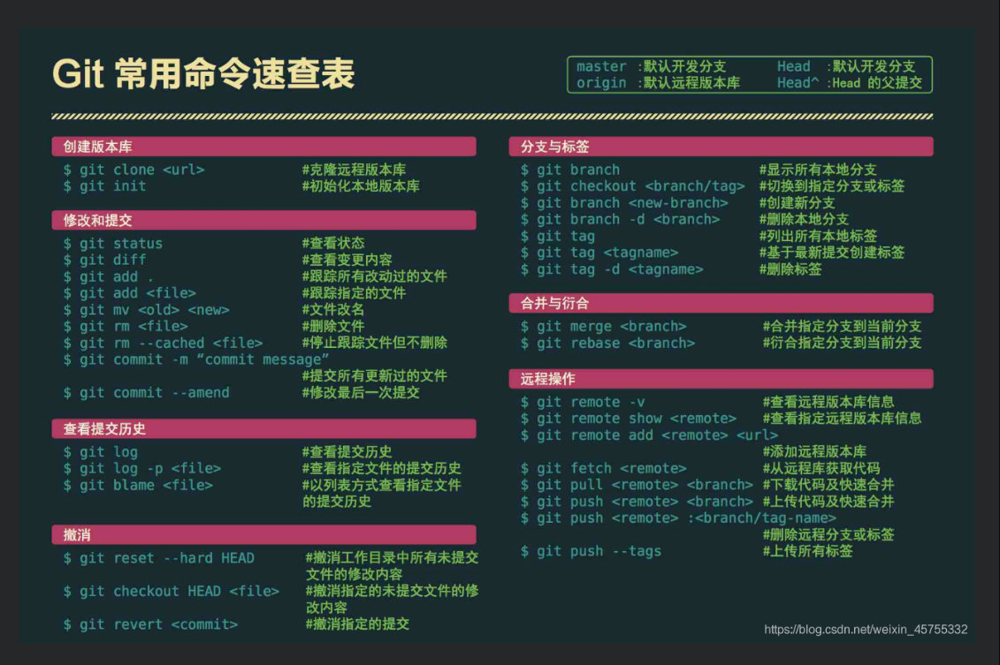 Git 常用命令速查表
master :默认开发分支 Head :默认开发分支
origin :默认远程版本库 Head^ :Head 的父提交
创建版本库
$ git clone <url> #克隆远程版本库
$ git init #初始化本地版本库
修改和提交
$ git status #查看状态
$ git diff #查看变更内容
$ git add . #跟踪所有改动过的文件
$ git add <file> #跟踪指定的文件
$ git mv <old> <new> #文件改名
$ git rm <file> #删除文件
$ git rm --cached <file> #停止跟踪文件但不删除
$ git commit -m “commit message”
#提交所有更新过的文件
$ git commit --amend #修改最后一次提交
查看提交历史
$ git log #查看提交历史
$ git log -p <file> #查看指定文件的提交历史
$ git blame <file> #以列表方式查看指定文件
的提交历史
撤消
$ git reset --hard HEAD #撤消工作目录中所有未提交
文件的修改内容
$ git checkout HEAD <file> #撤消指定的未提交文件的修
改内容
$ git revert <commit> #撤消指定的提交
分支与标签
$ git branch #显示所有本地分支
$ git checkout <branch/tag> #切换到指定分支或标签
$ git branch <new-branch> #创建新分支
$ git branch -d <branch> #删除本地分支
$ git tag #列出所有本地标签
$ git tag <tagname> #基于最新提交创建标签
$ git tag -d <tagname> #删除标签
合并与衍合
$ git merge <branch> #合并指定分支到当前分支
$ git rebase <branch> #衍合指定分支到当前分支
远程操作
$ git remote -v #查看远程版本库信息
$ git remote show <remote> #查看指定远程版本库信息
$ git remote add <remote> <url>
#添加远程版本库
$ git fetch <remote> #从远程库获取代码
$ git pull <remote> <branch> #下载代码及快速合并
$ git push <remote> <branch> #上传代码及快速合并
$ git push <remote> :<branch/tag-name>
#删除远程分支或标签
$ git push --tags #上传所有标签
https://blog.csdn.net/weixin_45755332